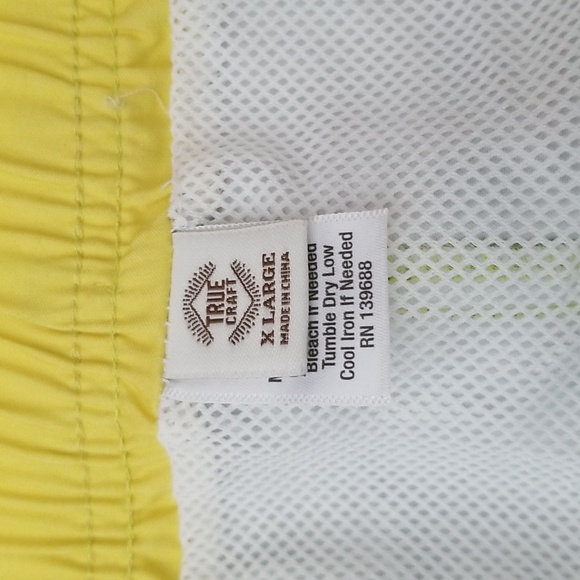 TRUE
CRAFT
X LARGE
MADE IN CHINA
Bleach If Needed
Tumble Dry Low
Cool Iron If Needed
RN 139688